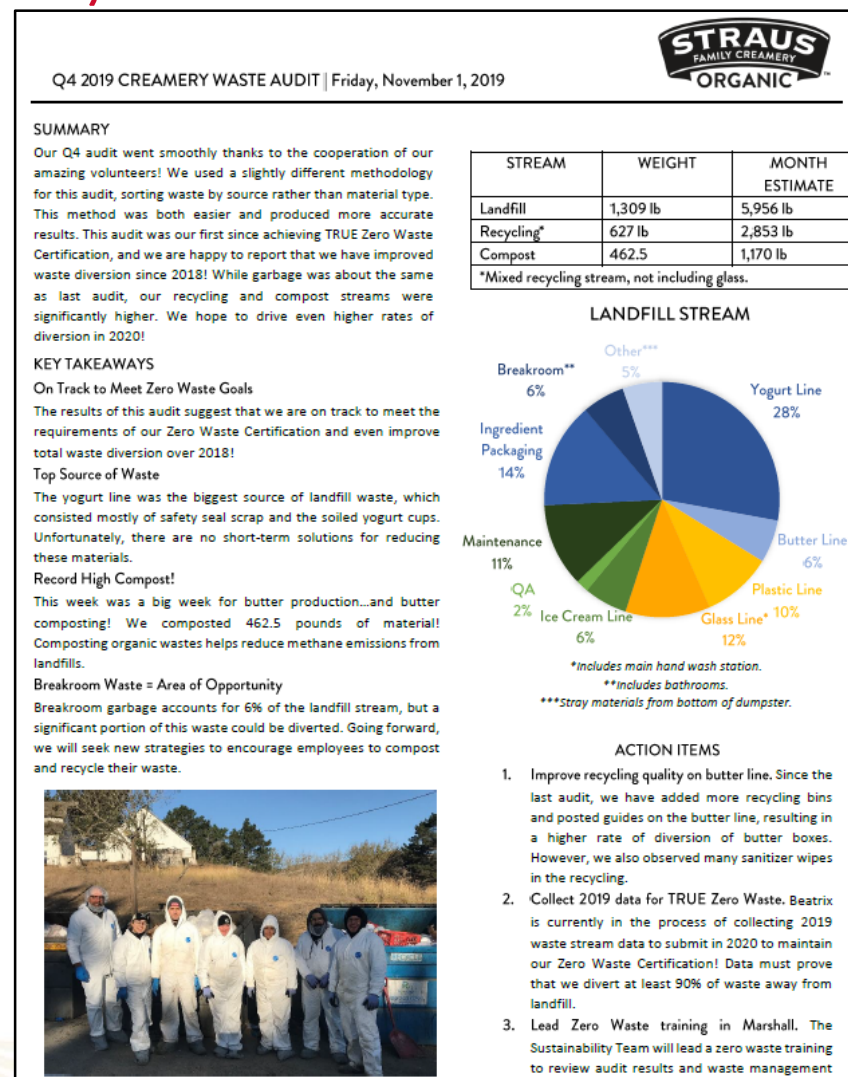 Q4 2019 CREAMERY WASTE AUDIT || Friday, November 1, 2019
STRAUS
FAMILY CREAMERY
ORGANIC™
SUMMARY
Our Q4 audit went smoothly thanks to the cooperation of our
amazing volunteers! We used a slightly different methodology
for this audit, sorting waste by source rather than material type.
This method was both easier and produced more accurate
results. This audit was our first since achieving TRUE Zero Waste
Certification, and we are happy to report that we have improved
waste diversion since 2018! While garbage was about the same
as last audit, our recycling and compost streams were
significantly higher. We hope to drive even higher rates of
diversion in 2020!
KEY TAKEAWAYS
On Track to Meet Zero Waste Goals
The results of this audit suggest that we are on track to meet the
requirements of our Zero Waste Certification and even improve
total waste diversion over 2018!
Top Source of Waste
The yogurt line was the biggest source of landfill waste, which
consisted mostly of safety seal scrap and the soiled yogurt cups.
Unfortunately, there are no short-term solutions for reducing
these materials.
Record High Compost!
This week was a big week for butter production...and butter
composting! We composted 462.5 pounds of material!
Composting organic wastes helps reduce methane emissions from
landfills.
Breakroom Waste = Area of Opportunity
Breakroom garbage accounts for 6% of the landfill stream, but a
significant portion of this waste could be diverted. Going forward,
we will seek new strategies to encourage employees to compost
and recycle their waste.
STREAM WEIGHT MONTH
ESTIMATE
Landfill 1,309 lb 5,956 lb
Recycling* 627 lb 2,853 lb
Compost 462.5 1,170 lb
*Mixed recycling stream, not including glass.
LANDFILL STREAM
Other***
5%
Breakroom**
6%
Yogurt Line
28%
Ingredient
Packaging
14%
Maintenance
11%
Butter Line
6%
QA
2%
Plastic Line
10%
Ice Cream Line
6%
Glass Line*
12%
*Includes main hand wash station.
**Includes bathrooms.
***Stray materials from bottom of dumpster.
ACTION ITEMS
1. Improve recycling quality on butter line. Since the
last audit, we have added more recycling bins
and posted guides on the butter line, resulting in
a higher rate of diversion of butter boxes.
However, we also observed many sanitizer wipes
in the recycling.
2. Collect 2019 data for TRUE Zero Waste. Beatrix
is currently in the process of collecting 2019
waste stream data to submit in 2020 to maintain
our Zero Waste Certification! Data must prove
that we divert at least 90% of waste away from
landfill.
3. Lead Zero Waste training in Marshall. The
Sustainability Team will lead a zero waste training
to review audit results and waste management